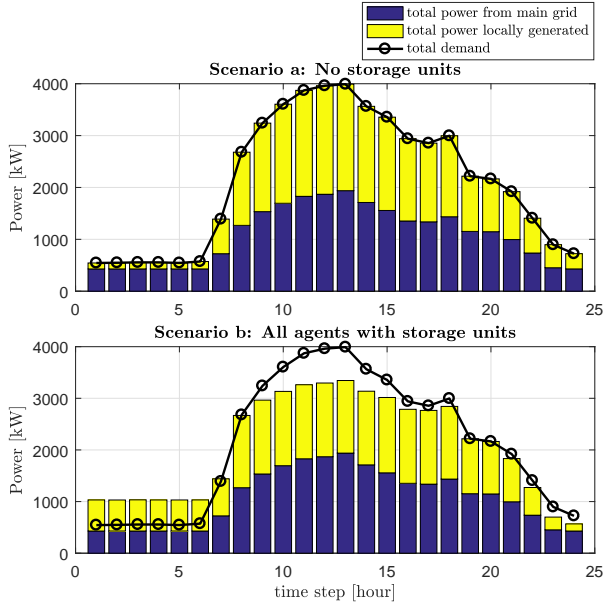 total power from main grid
total power locally generated
total demand
Scenario a: No storage units
4000
3000
2000
1000
0
Power [kW]
0 5 10 15 20 25
Scenario b: All agents with storage units
4000
3000
2000
1000
0
Power [kW]
0 5 10 15 20 25
time step [hour]